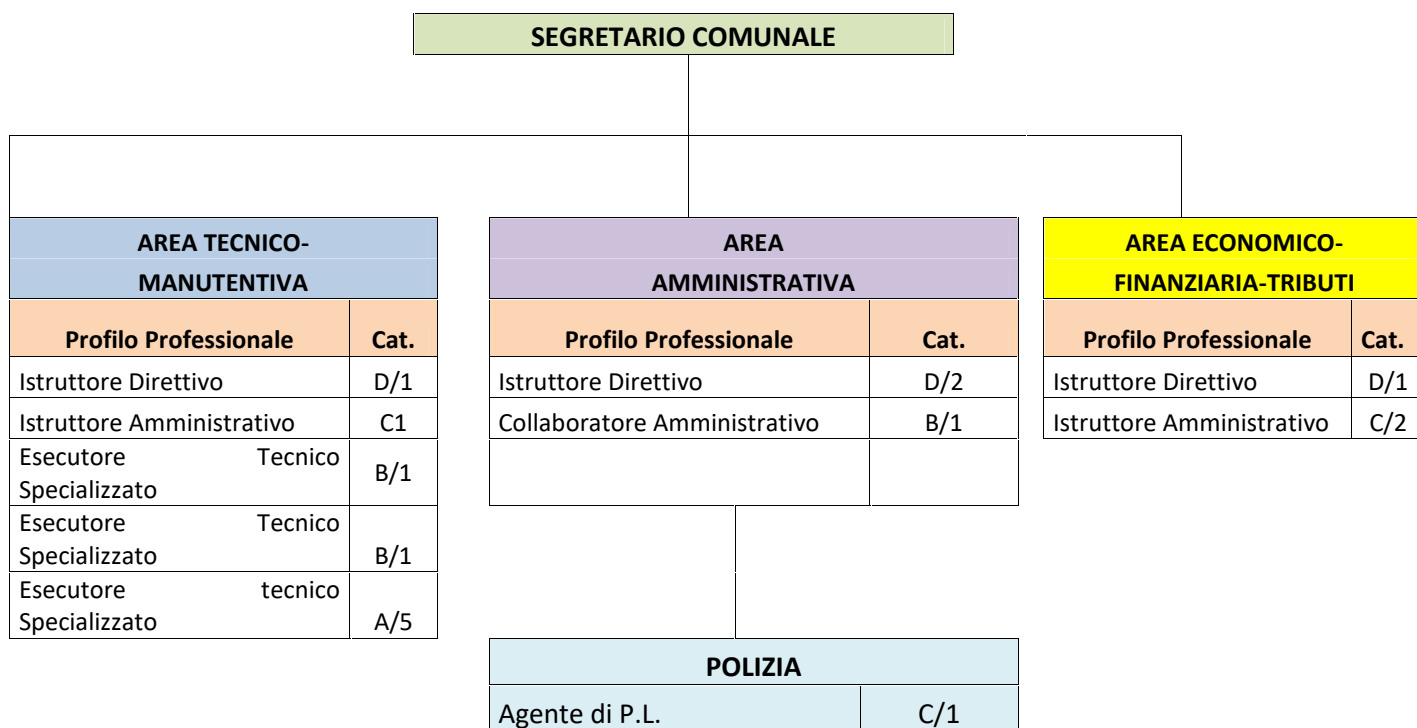 SEGRETARIO COMUNALE
AREA TECNICO-
MANUTENTIVA
Profilo Professionale Cat.
Istruttore Direttivo D/1
Istruttore Amministrativo C1
Esecutore Tecnico
Specializzato B/1
Esecutore Tecnico
Specializzato B/1
Esecutore tecnico
Specializzato A/5
AREA
AMMINISTRATIVA
Profilo Professionale Cat.
Istruttore Direttivo D/2
Collaboratore Amministrativo B/1
POLIZIA
Agente di P.L. C/1
AREA ECONOMICO-
FINANZIARIA-TRIBUTI
Profilo Professionale Cat.
Istruttore Direttivo D/1
Istruttore Amministrativo C/2